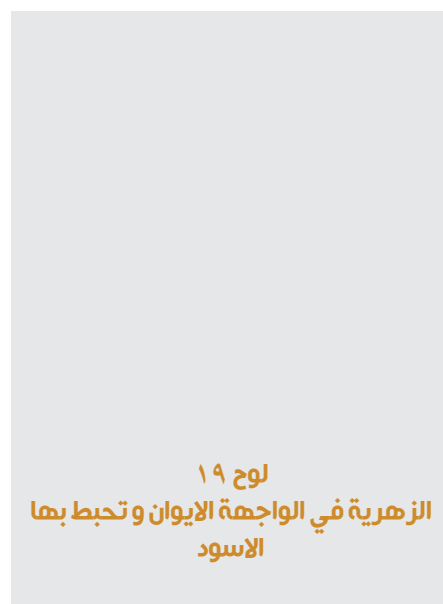 لوح ١٩
الزهرية في الواجهة الايوان و تحبط بها
الاسود